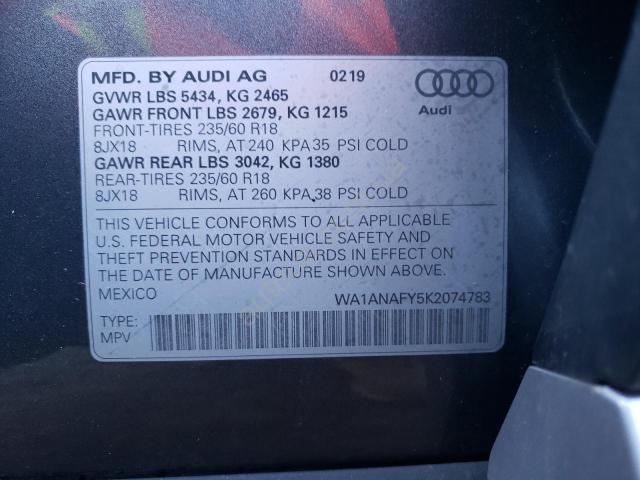 MFD. BY AUDI AG 0219
GVWR LBS 5434, KG 2465
GAWR FRONT LBS 2679, KG 1215
Audi
FRONT-TIRES 235/60 R18
8JX18 RIMS, AT 240 KPA 35 PSI COLD
GAWR REAR LBS 3042, KG 1380
REAR-TIRES 235/60 R18
8JX18 RIMS, AT 260 KPA 38 PSI COLD
THIS VEHICLE CONFORMS TO ALL APPLICABLE
U.S. FEDERAL MOTOR VEHICLE SAFETY AND
THEFT PREVENTION STANDARDS IN EFFECT ON
THE DATE OF MANUFACTURE SHOWN ABOVE.
MEXICO WA1ANAFY5K2074783
TYPE:
MPV